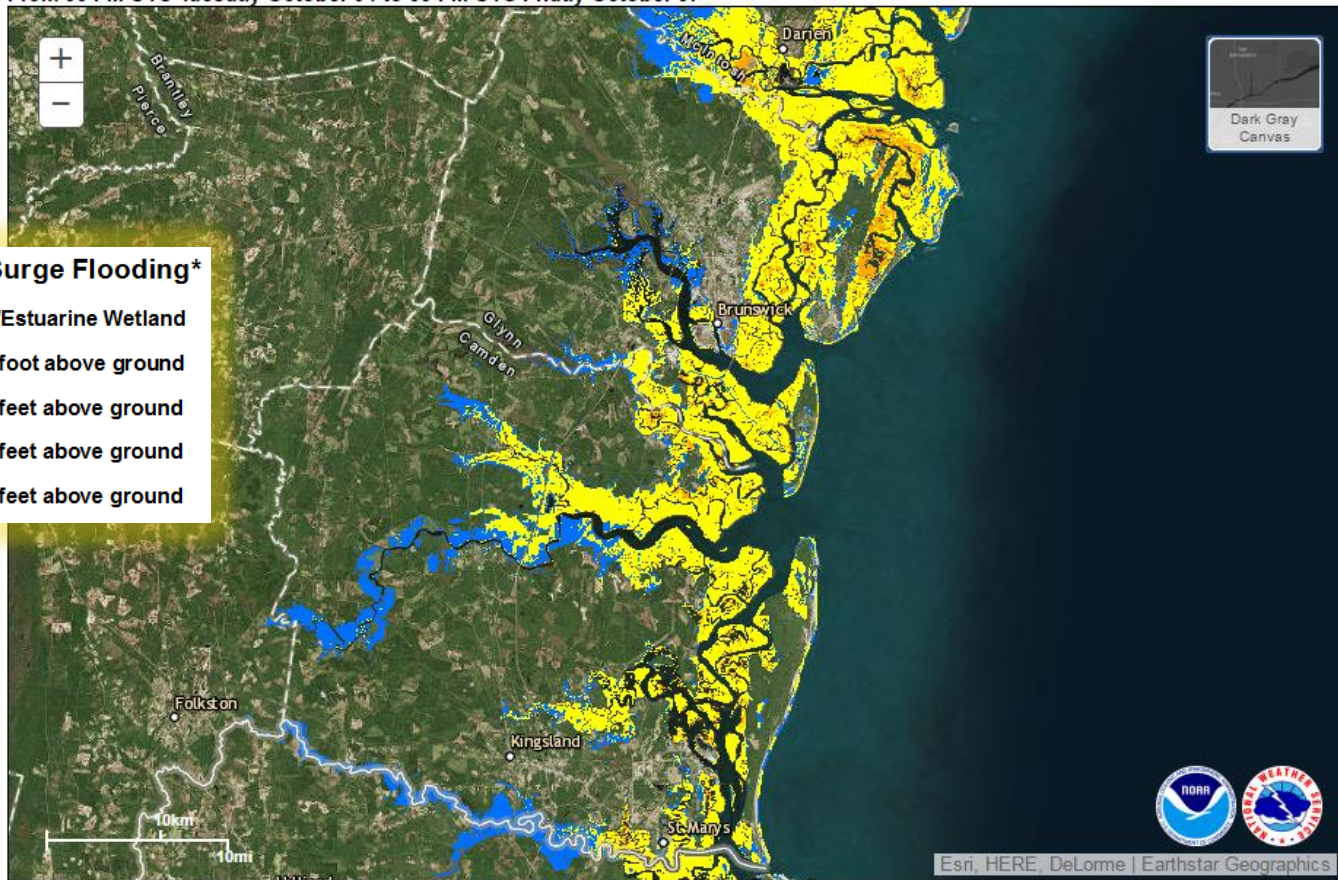 Darien
McIntosh
Brantley
Pierce
+
−
Dark Gray
Canvas
Surge Flooding*
Estuarine Wetland
foot above ground
feet above ground
feet above ground
feet above ground
Brunswick
Glynn
Camden
Folkston
Kingsland
St Marys
10km
10mi
NOAA
NATIONAL WEATHER SERVICE
Esri, HERE, DeLorme | Earthstar Geographics